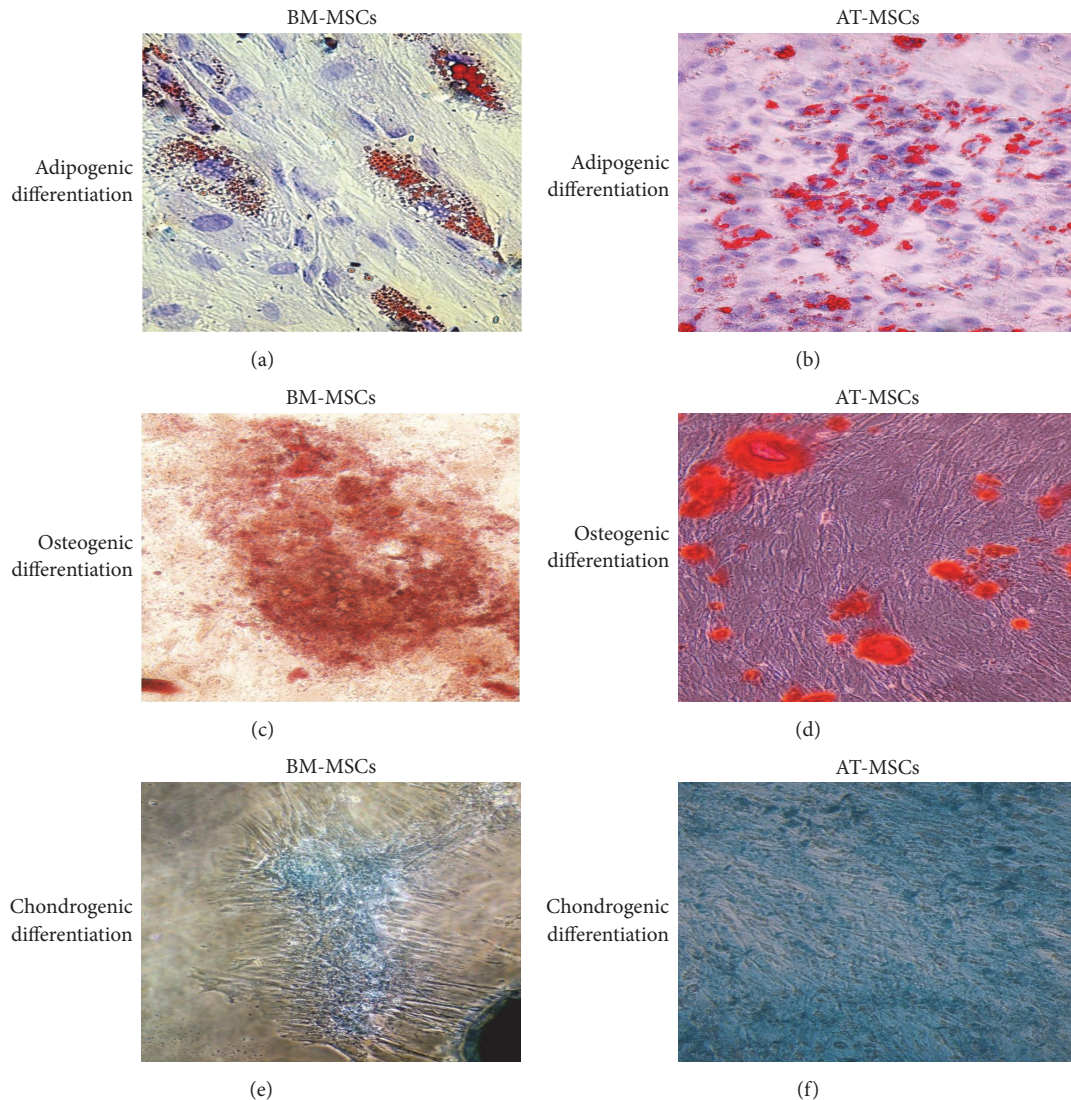 BM-MSCs
AT-MSCs
Adipogenic
differentiation
Adipogenic
differentiation
(a)
(b)
BM-MSCs
AT-MSCs
Osteogenic
differentiation
Osteogenic
differentiation
(c)
(d)
BM-MSCs
AT-MSCs
Chondrogenic
differentiation
Chondrogenic
differentiation
(e)
(f)